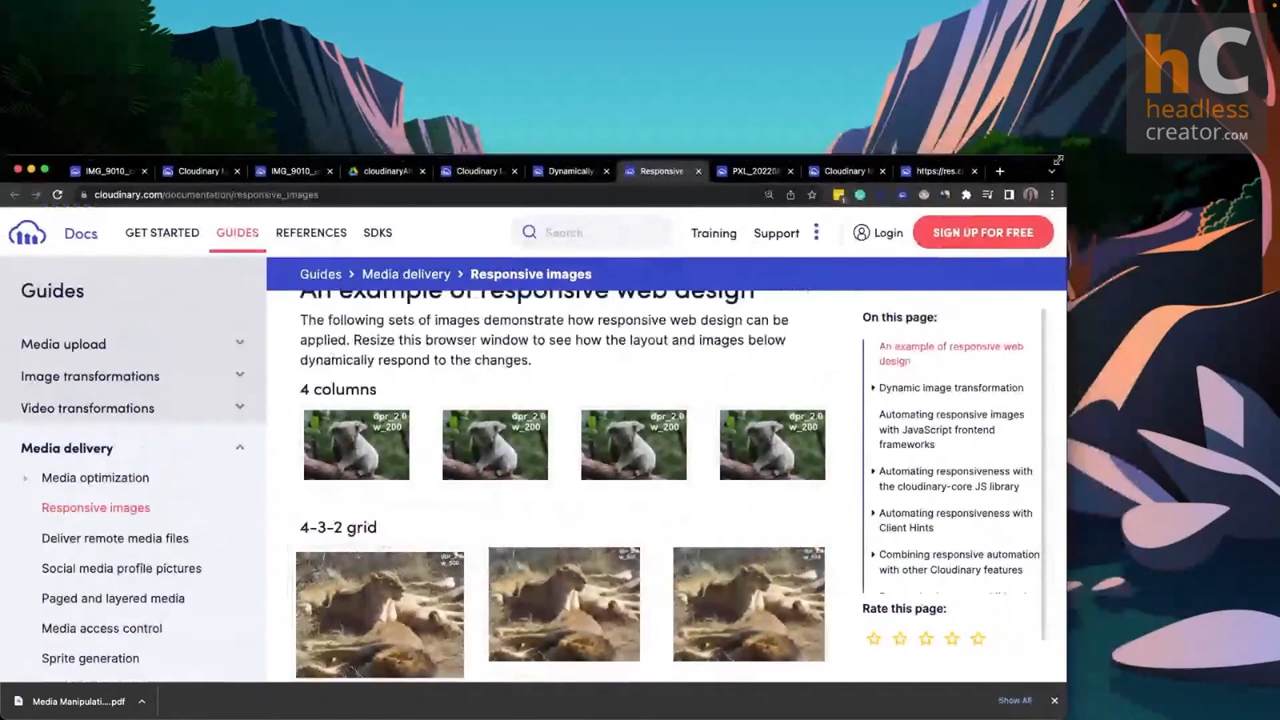 hC
headless
creator.com
IMG_9010_
Cloudinary
IMG_9010_
cloudinaryA
Cloudinary
Dynamically
Responsive
PXL_20220
Cloudinary
https://res.c
cloudinary.com/documentation/responsive_images
Docs
GET STARTED
GUIDES
REFERENCES
SDKS
Search
Training
Support
Login
SIGN UP FOR FREE
Guides > Media delivery > Responsive images
Guides
Media upload
Image transformations
Video transformations
Media delivery
Media optimization
Responsive images
Deliver remote media files
Social media profile pictures
Paged and layered media
Media access control
Sprite generation
An example of responsive web design
The following sets of images demonstrate how responsive web design can be
applied. Resize this browser window to see how the layout and images below
dynamically respond to the changes.
4 columns
dpr_2.0
w_200
dpr_2.0
w_200
dpr_2.0
w_200
dpr_2.0
w_200
4-3-2 grid
On this page:
An example of responsive web
design
Dynamic image transformation
Automating responsive images
with JavaScript frontend
frameworks
Automating responsiveness with
the cloudinary-core JS library
Automating responsiveness with
Client Hints
Combining responsive automation
with other Cloudinary features
Rate this page:
Media Manipulati....pdf
Show All